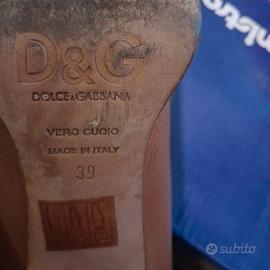 D&G
DOLCE & GABBANA
VERO CUOIO
MADE IN ITALY
39
subito